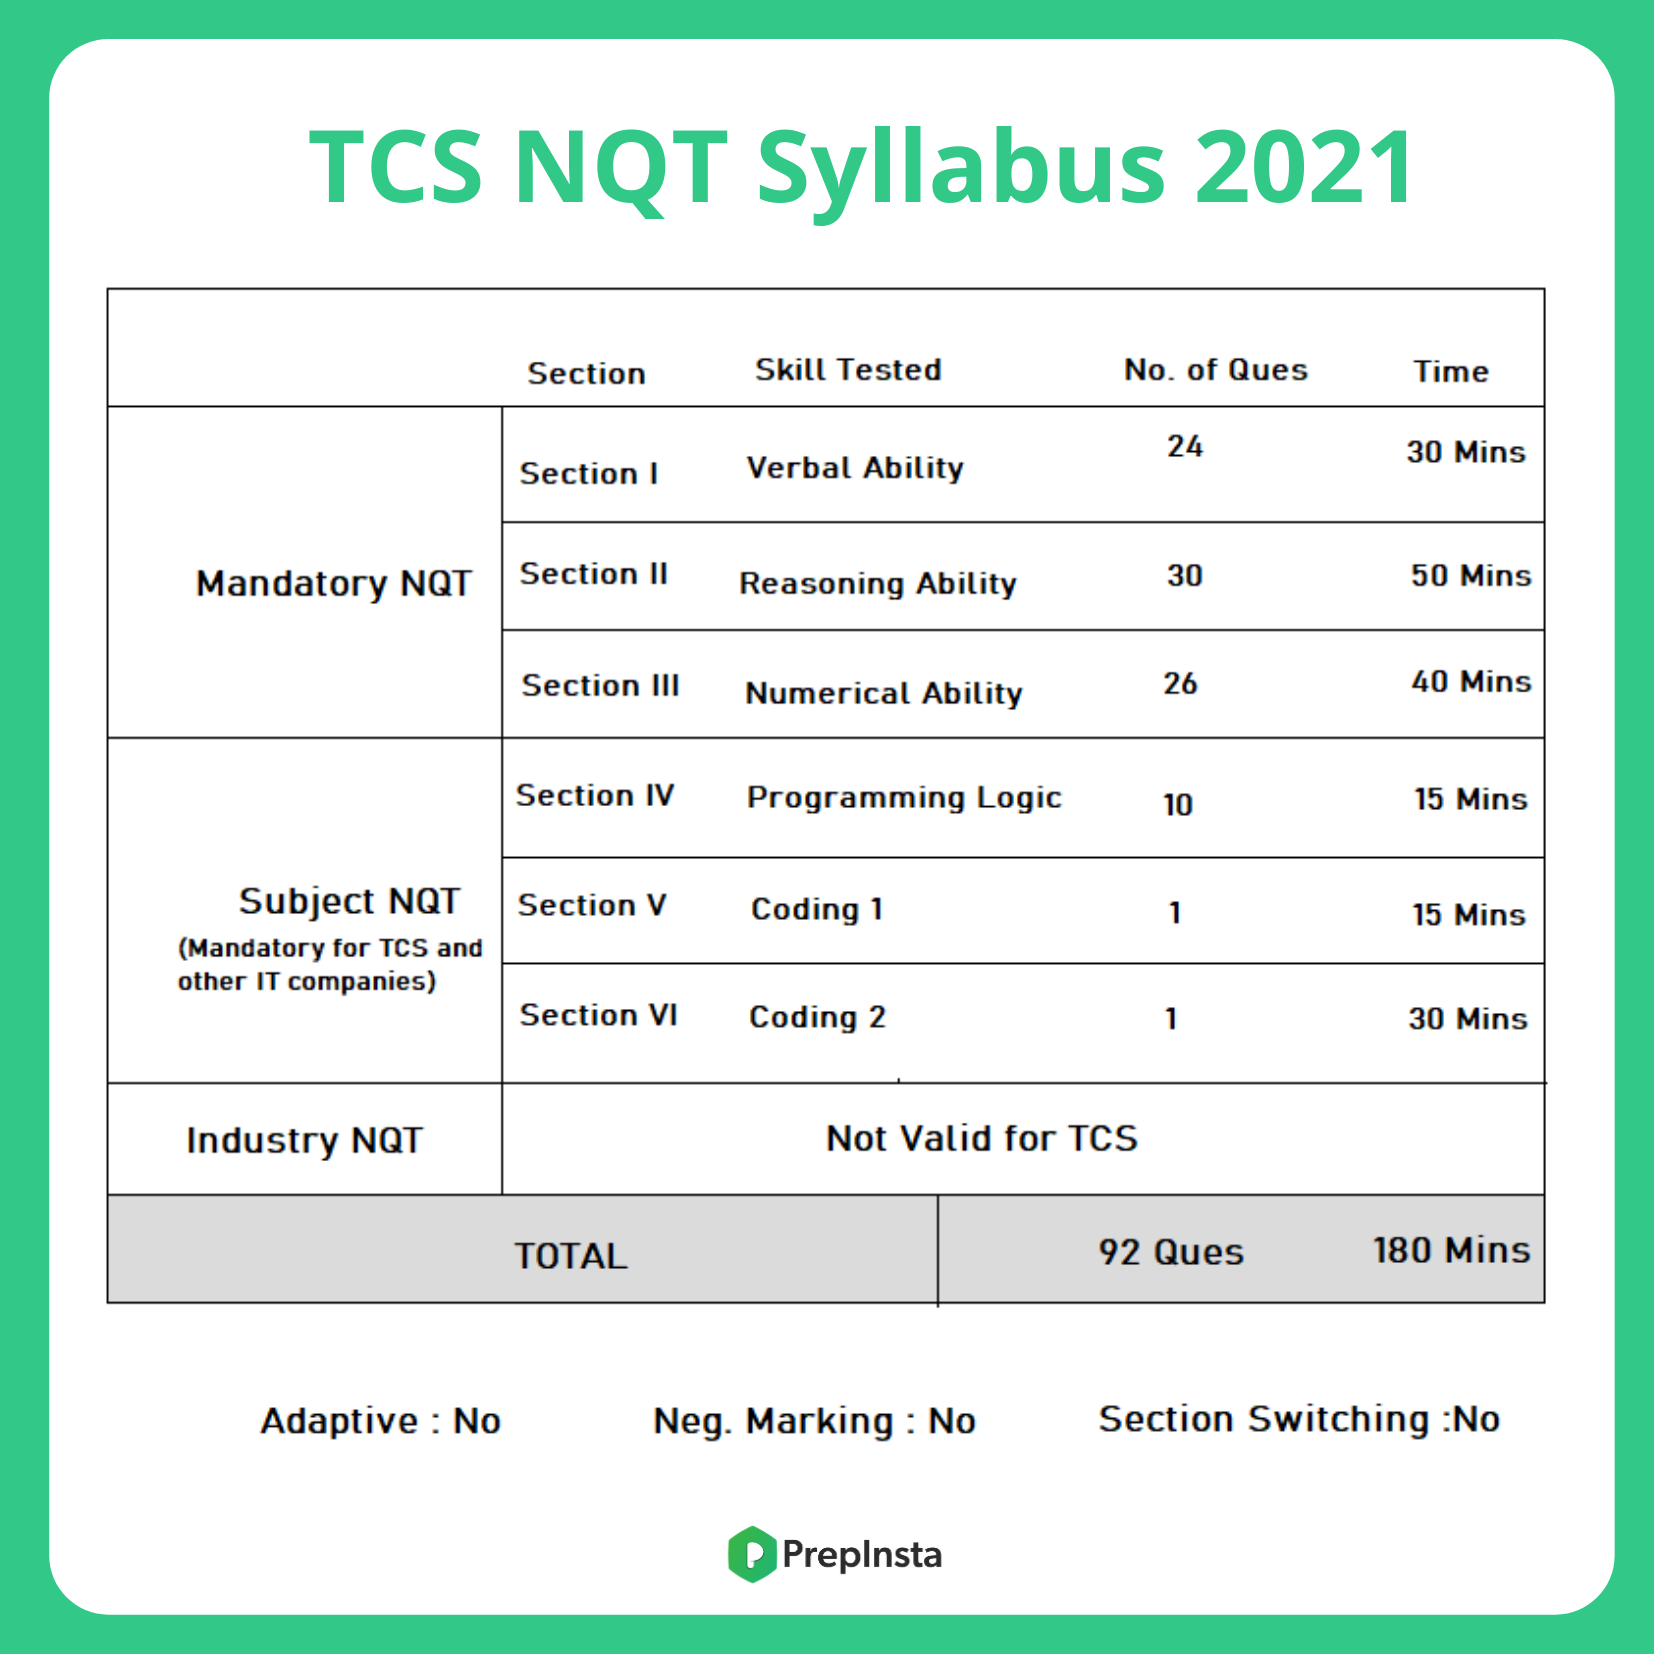 TCS NQT Syllabus 2021
Section Skill Tested No. of Ques Time
Mandatory NQT
Section I Verbal Ability 24 30 Mins
Section II Reasoning Ability 30 50 Mins
Section III Numerical Ability 26 40 Mins
Subject NQT
(Mandatory for TCS and
other IT companies)
Section IV Programming Logic 10 15 Mins
Section V Coding 1 1 15 Mins
Section VI Coding 2 1 30 Mins
Industry NQT Not Valid for TCS
TOTAL 92 Ques 180 Mins
Adaptive : No Neg. Marking : No Section Switching :No
PrepInsta